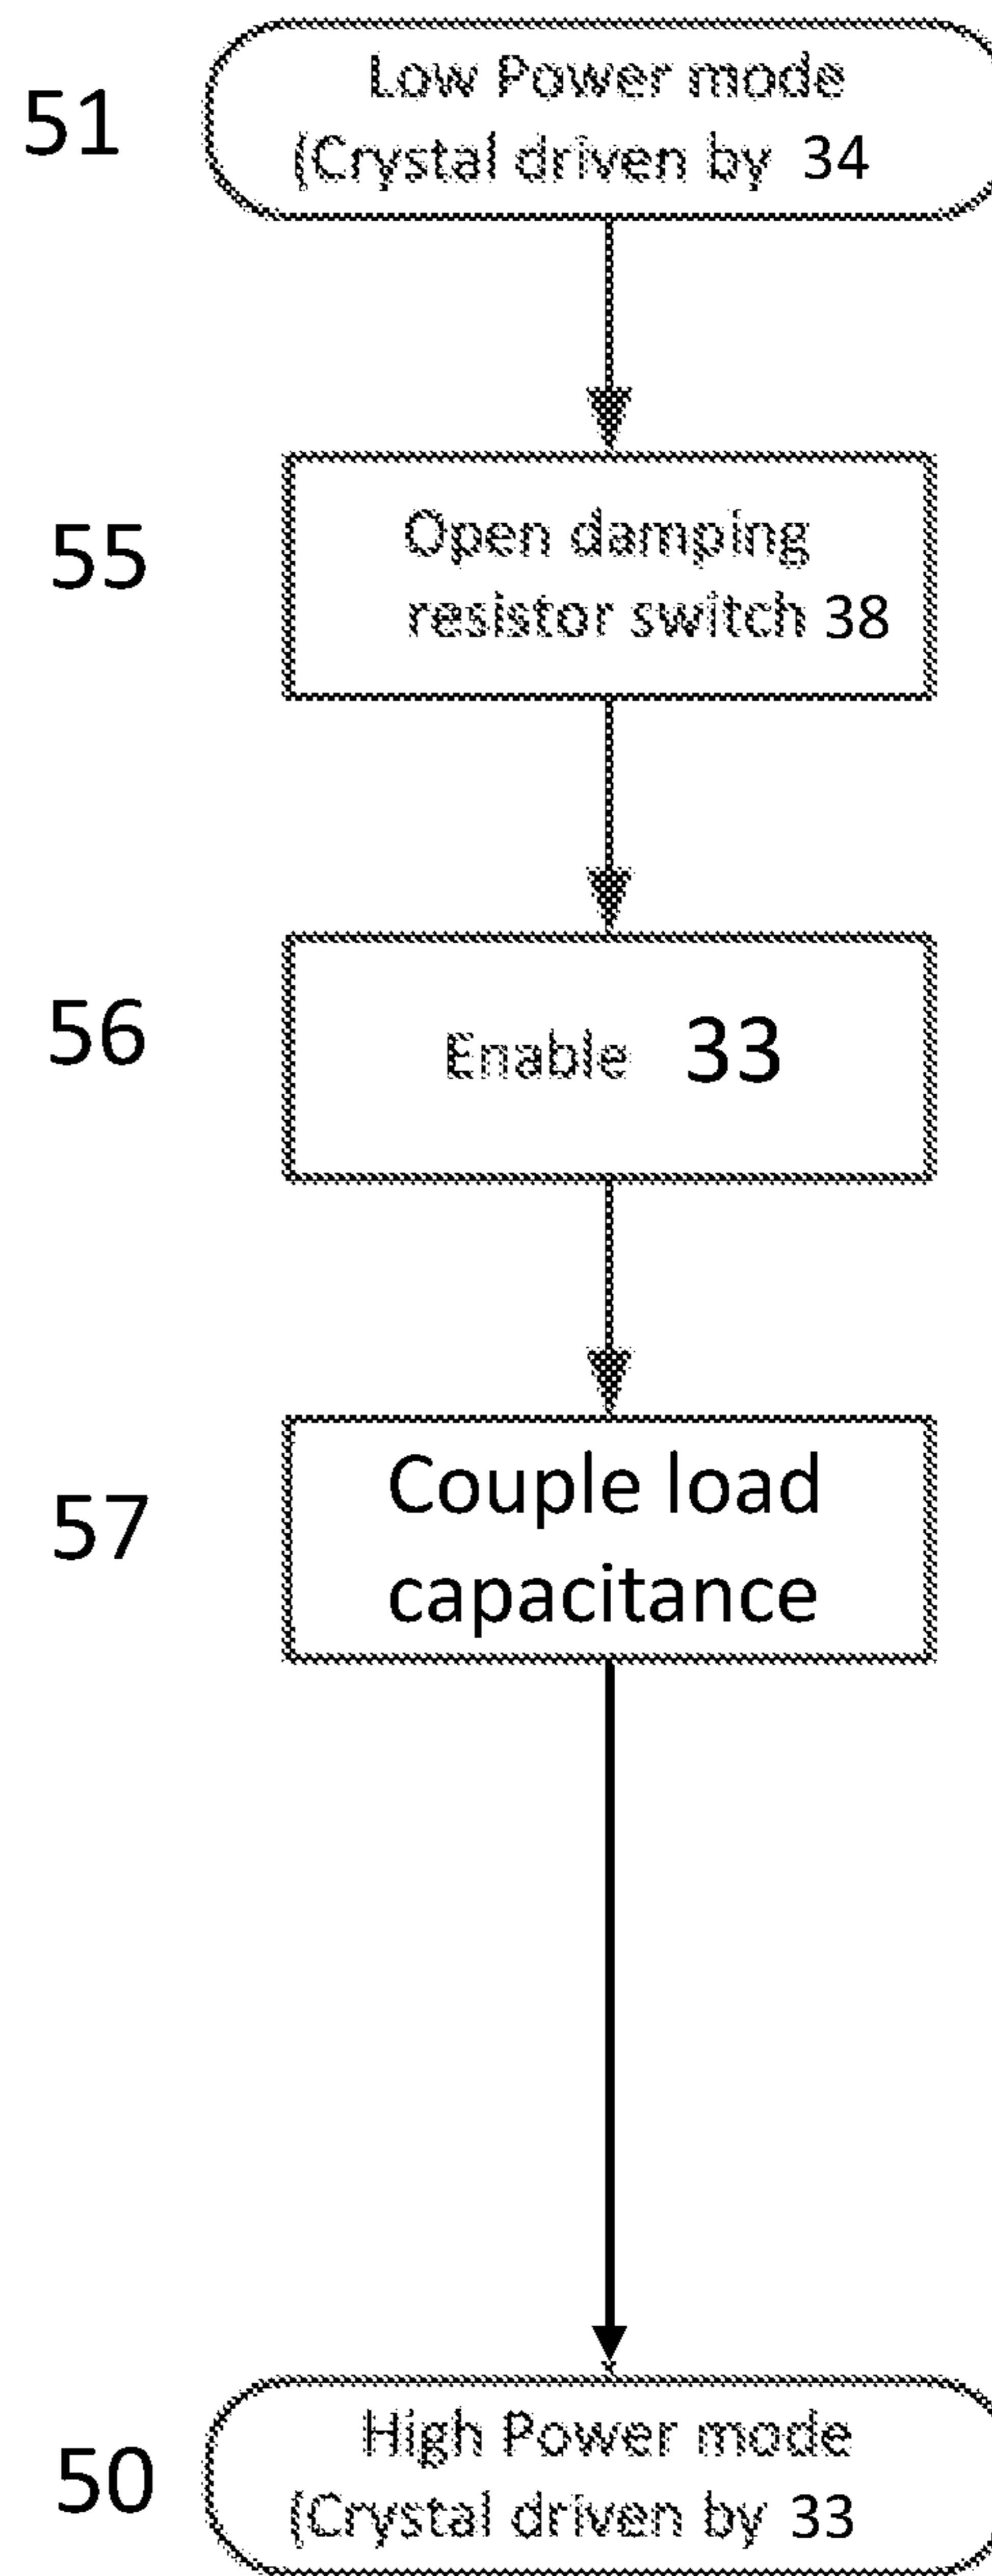 51
Low Power mode
(Crystal driven by 34
55
Open damping
resistor switch 38
56
Enable 33
57
Couple load
capacitance
50
High Power mode
(Crystal driven by 33